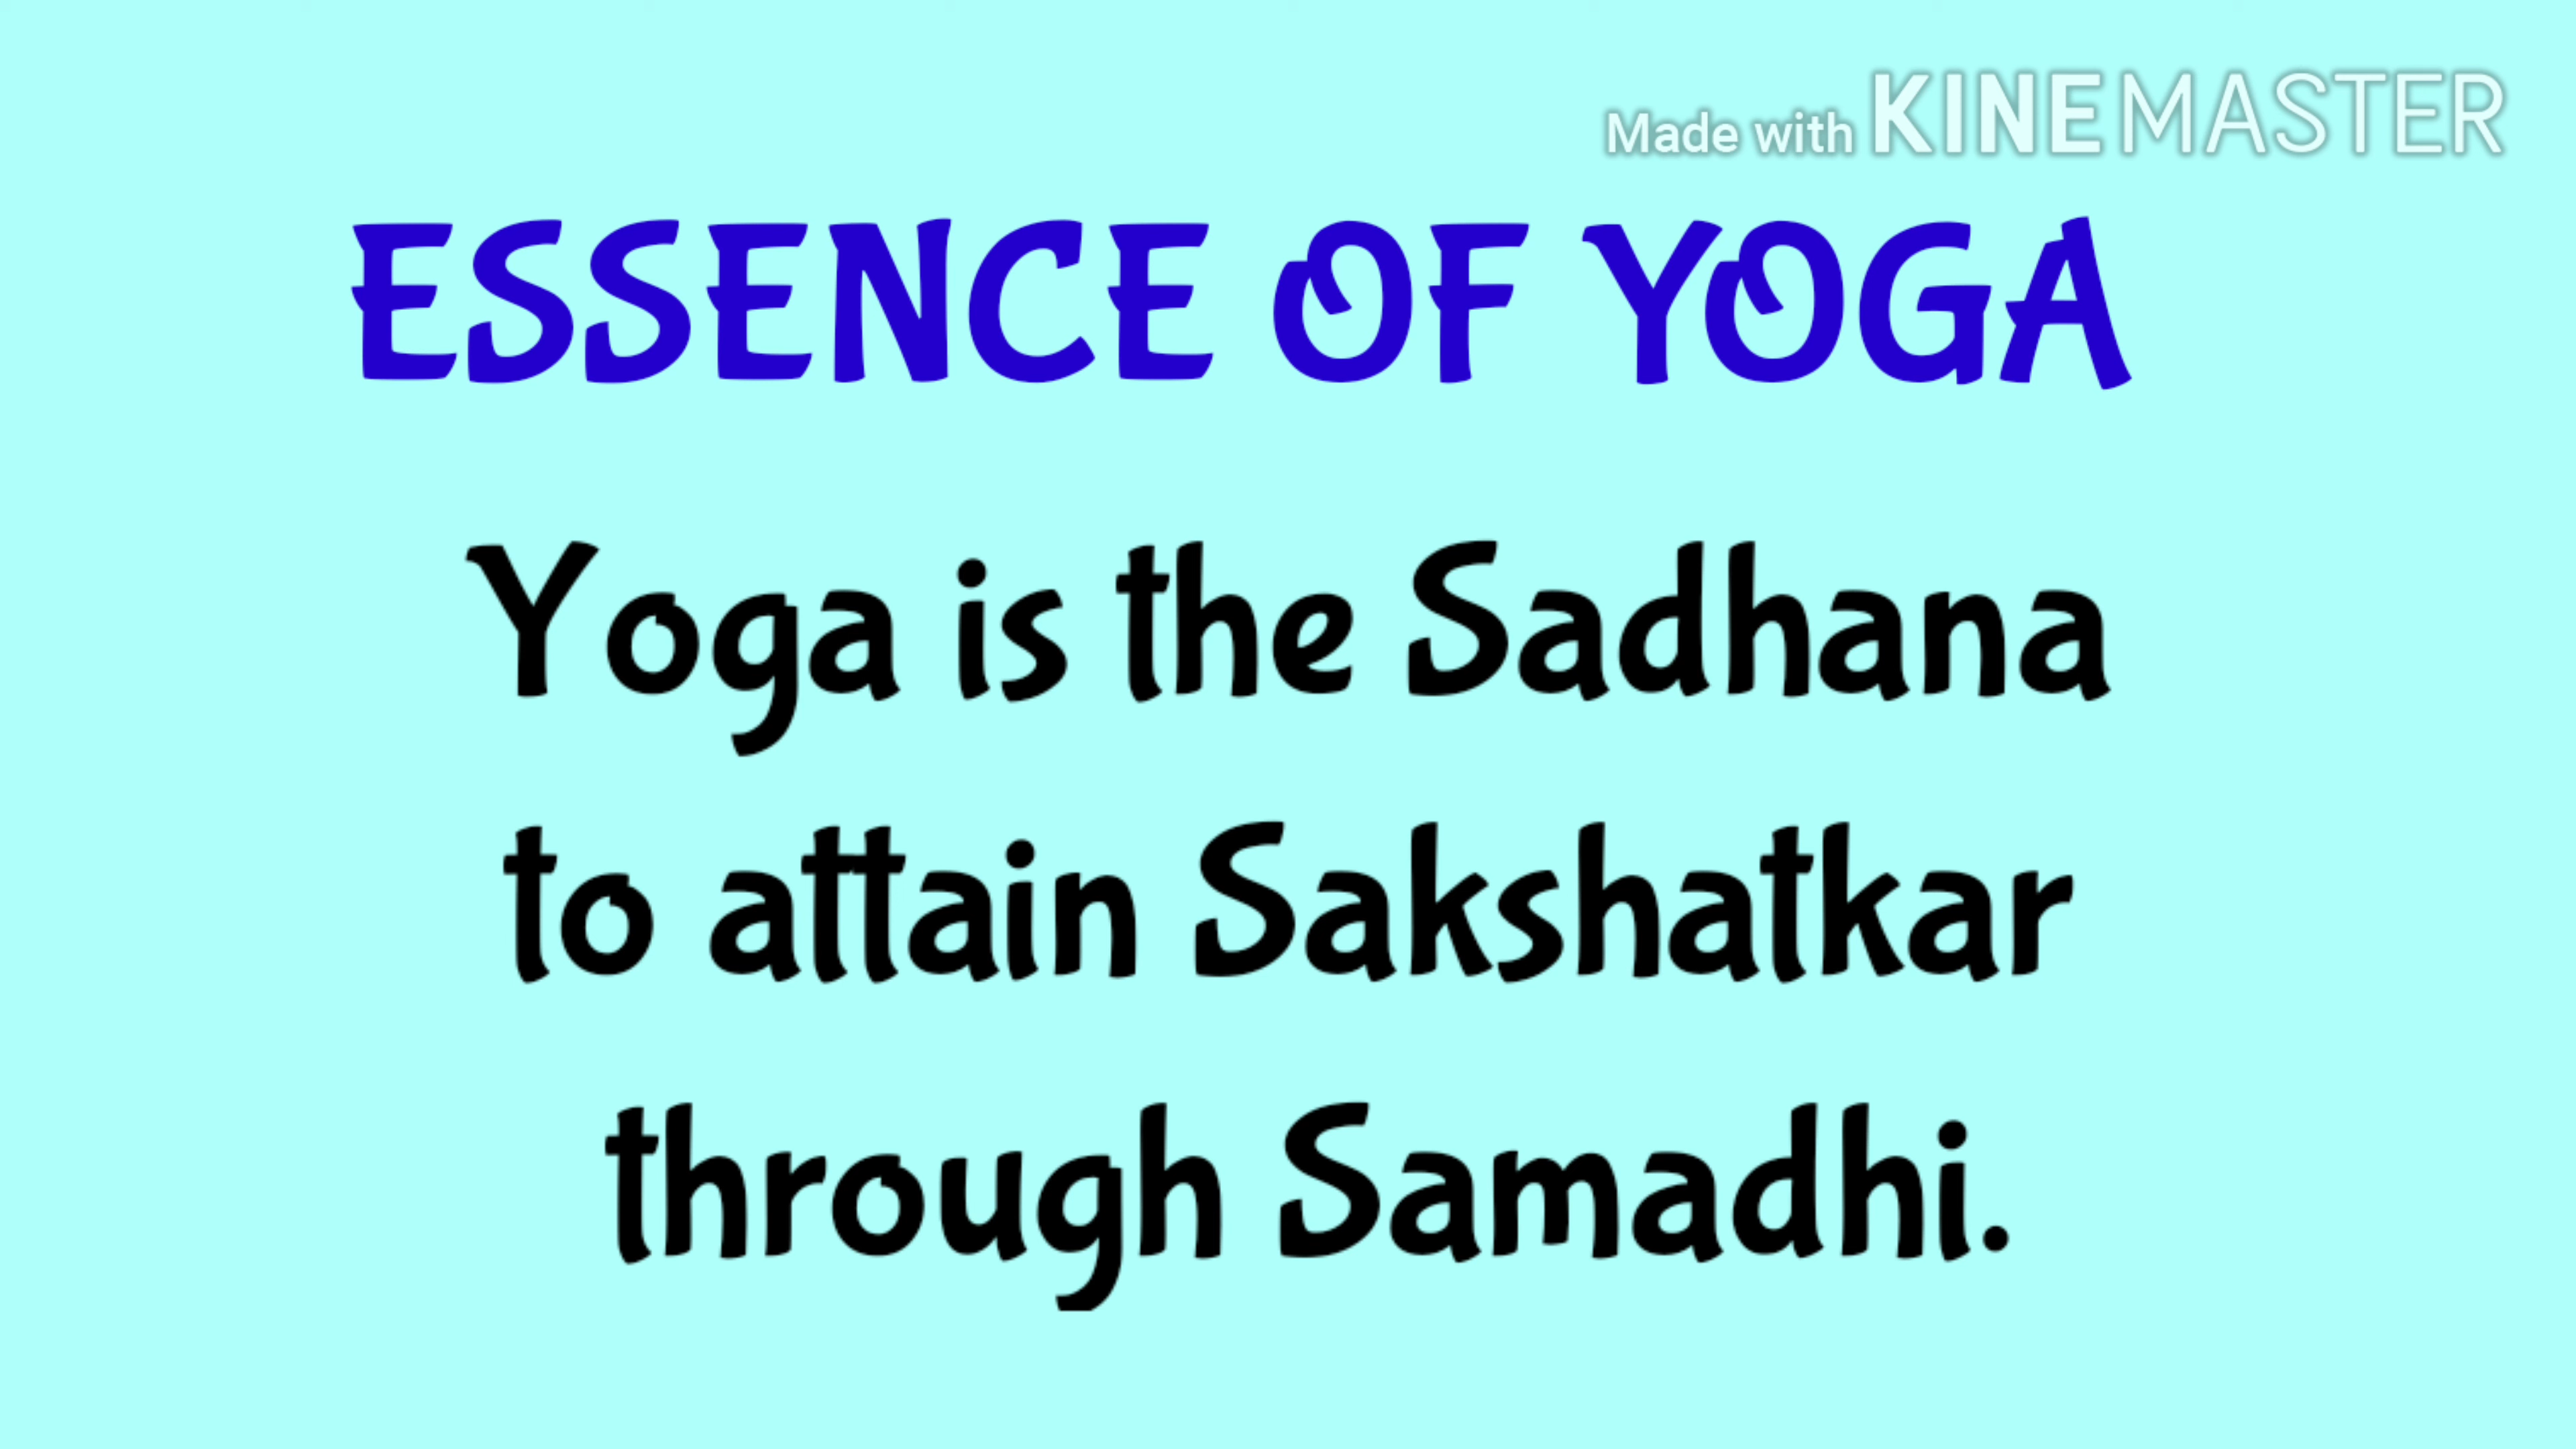 Made with KINEMASTER
ESSENCE OF YOGA
Yoga is the Sadhana
to attain Sakshatkar
through Samadhi.